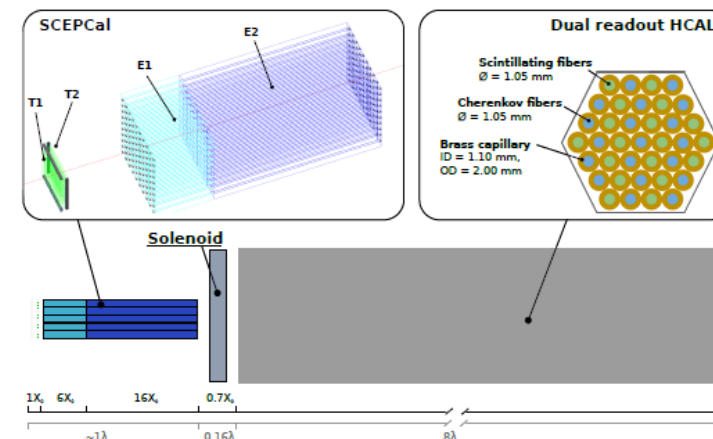 SCEPCal
E2
E1
T2
T1
Dual readout HCAL
Scintillating fibers
Ø = 1.05 mm
Cherenkov fibers
Ø = 1.05 mm
Brass capillary
ID = 1.10 mm,
OD = 2.00 mm
Solenoid
1X₀ 6X₀ 16X₀ 0.7X₀
~1λ 0.16λ 8λ